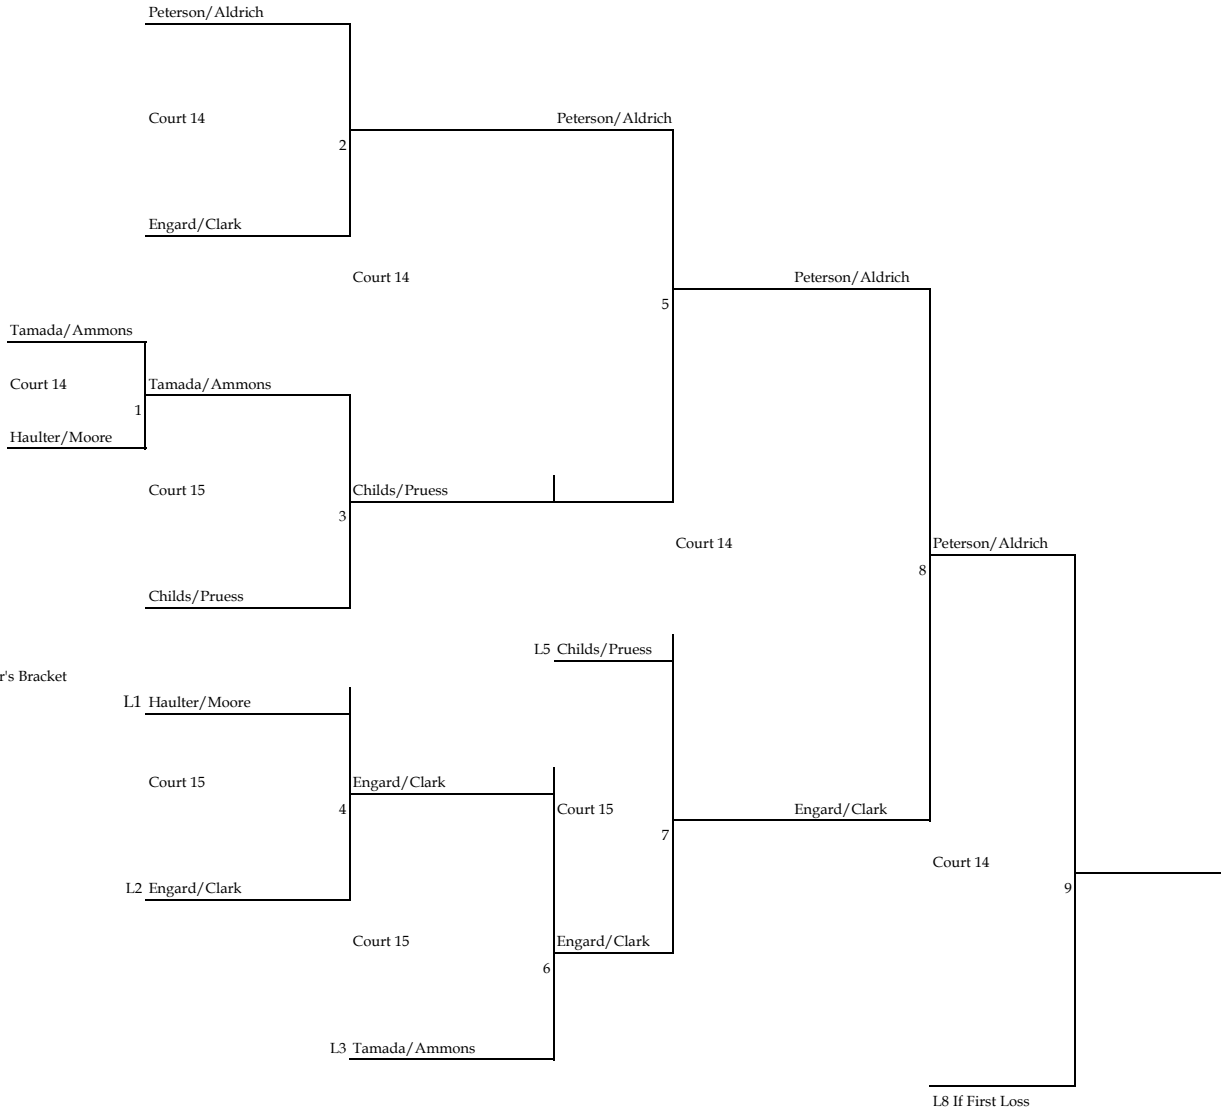 Peterson/Aldrich
Court 14
Peterson/Aldrich
2
Engard/Clark
Court 14
Peterson/Aldrich
5
Tamada/Ammons
Court 14
Tamada/Ammons
1
Haulter/Moore
Court 15
Childs/Pruess
3
Court 14
Peterson/Aldrich
8
Childs/Pruess
L5 Childs/Pruess
r's Bracket
L1 Haulter/Moore
Court 15
Engard/Clark
4
Court 15
Engard/Clark
7
Court 14
L2 Engard/Clark
9
Court 15
Engard/Clark
6
L3 Tamada/Ammons
L8 If First Loss